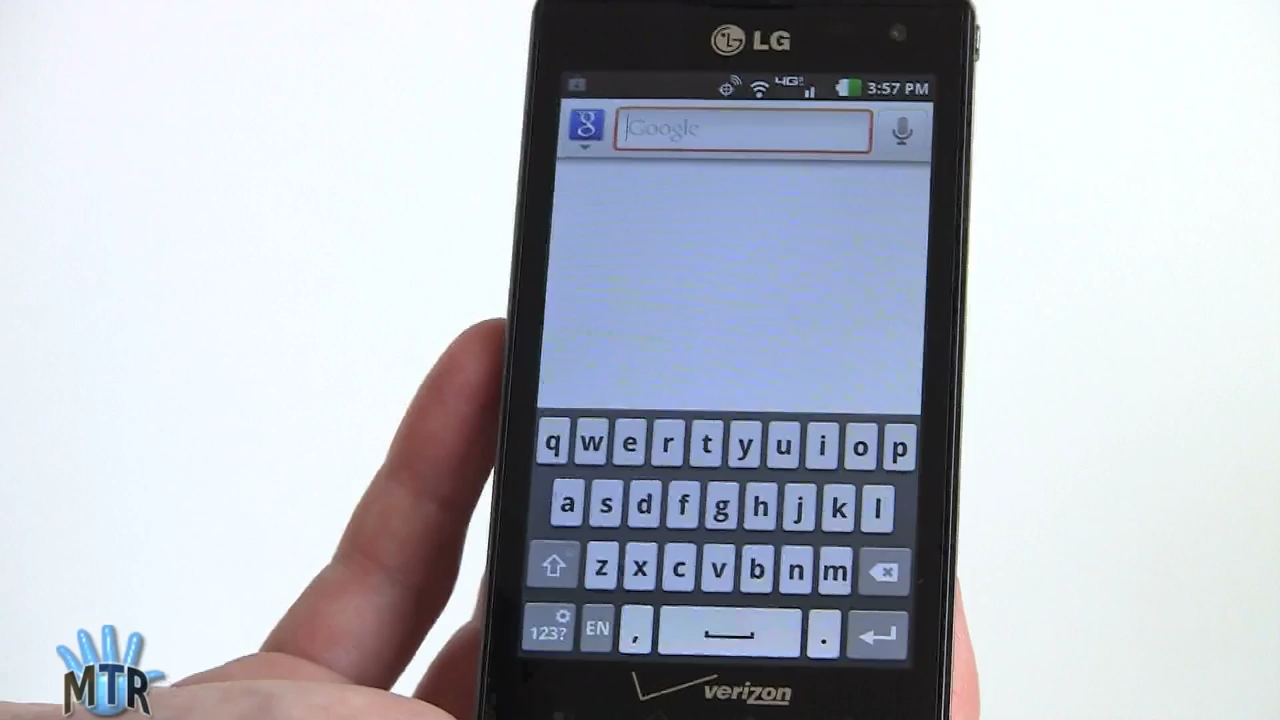 LG
4G 3:57 PM
g Google
q w e r t y u i o p
a s d f g h j k l
z x c v b n m
123? EN , .
verizon
MTR